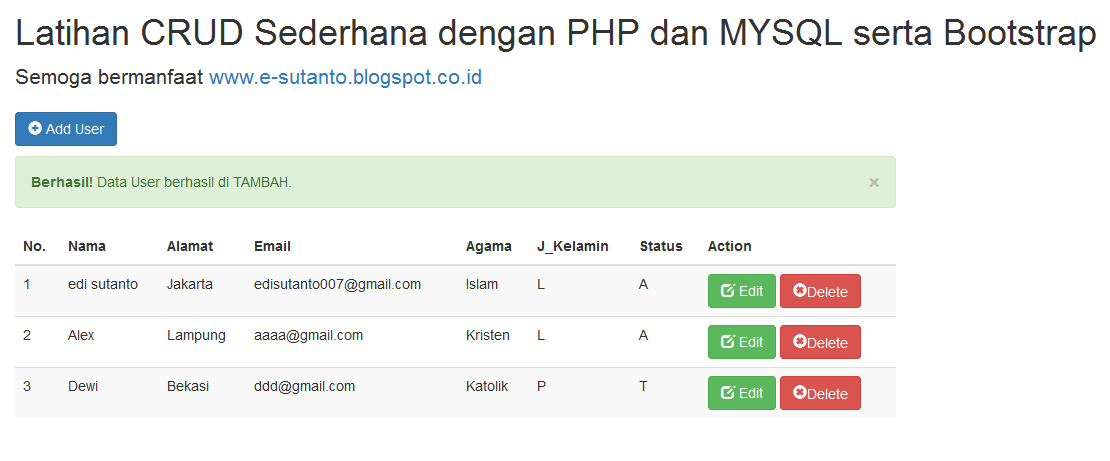 Latihan CRUD Sederhana dengan PHP dan MYSQL serta Bootstrap
Semoga bermanfaat www.e-sutanto.blogspot.co.id
Add User
Berhasil! Data User berhasil di TAMBAH. ×
No. Nama Alamat Email Agama J_Kelamin Status Action
1 edi sutanto Jakarta edisutanto007@gmail.com Islam L A Edit Delete
2 Alex Lampung aaaa@gmail.com Kristen L A Edit Delete
3 Dewi Bekasi ddd@gmail.com Katolik P T Edit Delete